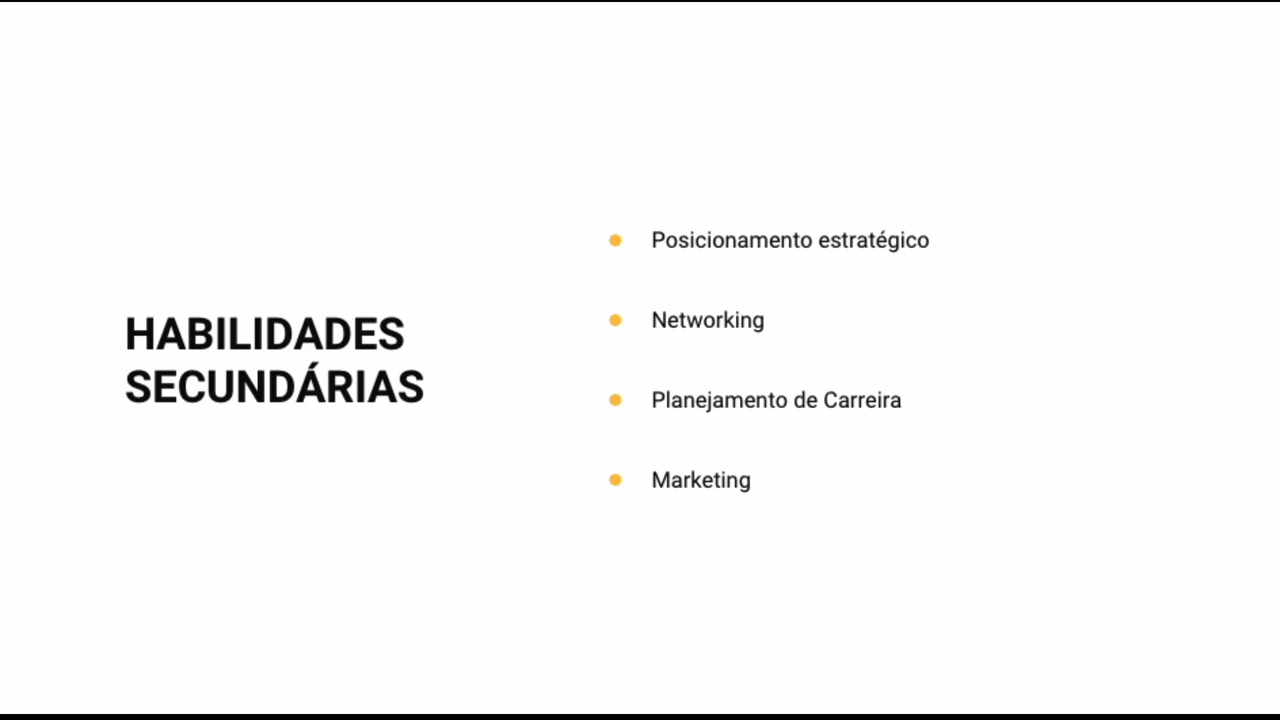 HABILIDADES
SECUNDÁRIAS
Posicionamento estratégico
Networking
Planejamento de Carreira
Marketing